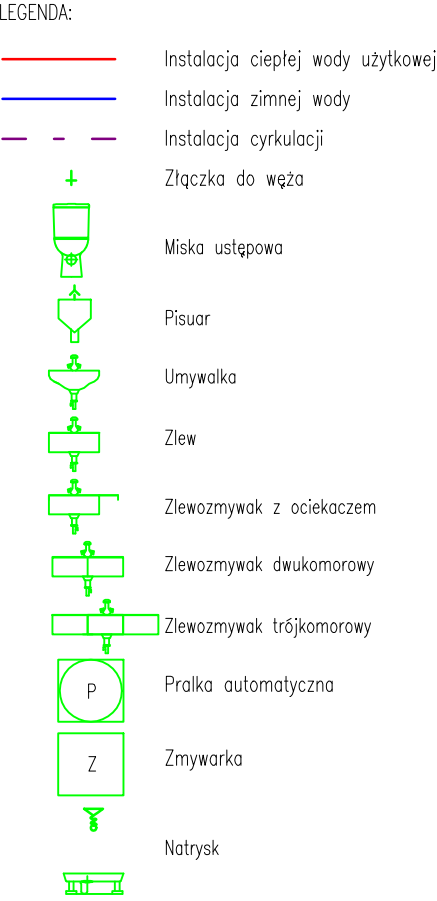 LEGENDA:
Instalacja ciepłej wody użytkowej
Instalacja zimnej wody
Instalacja cyrkulacji
Złączka do węża
Miska ustępowa
Pisuar
Umywalka
Zlew
Zlewozmywak z ociekaczem
Zlewozmywak dwukomorowy
Zlewozmywak trójkomorowy
P Pralka automatyczna
Z Zmywarka
Natrysk